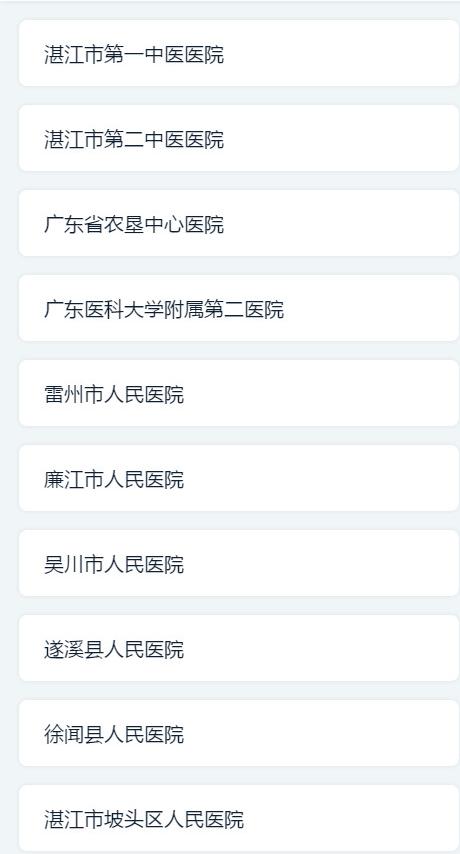 湛江市第一中医医院
湛江市第二中医医院
广东省农垦中心医院
广东医科大学附属第二医院
雷州市人民医院
廉江市人民医院
吴川市人民医院
遂溪县人民医院
徐闻县人民医院
湛江市坡头区人民医院